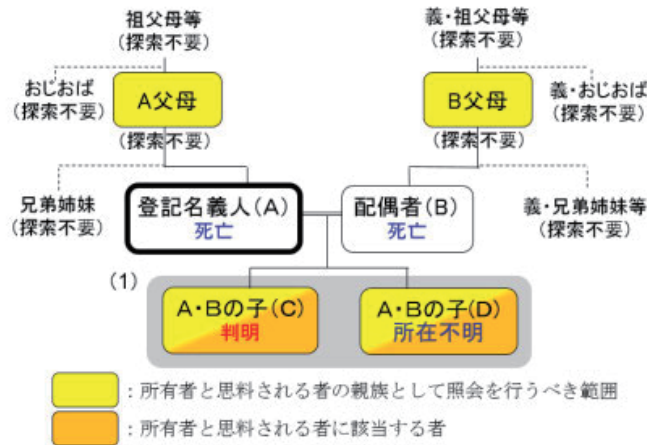 祖父母等
(探索不要)
義・祖父母等
(探索不要)
おじおば
(探索不要)
A父母
(探索不要)
B父母
(探索不要)
義・おじおば
(探索不要)
兄弟姉妹
(探索不要)
登記名義人(A)
死亡
配偶者(B)
死亡
義・兄弟姉妹等
(探索不要)
(1)
A・Bの子(C)
判明
A・Bの子(D)
所在不明
：所有者と思料される者の親族として照会を行うべき範囲
：所有者と思料される者に該当する者